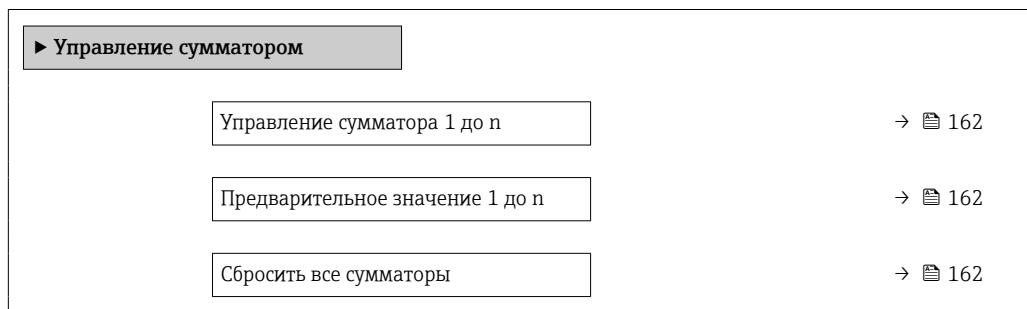 ► Управление сумматором
Управление сумматора 1 до n → 162
Предварительное значение 1 до n → 162
Сбросить все сумматоры → 162